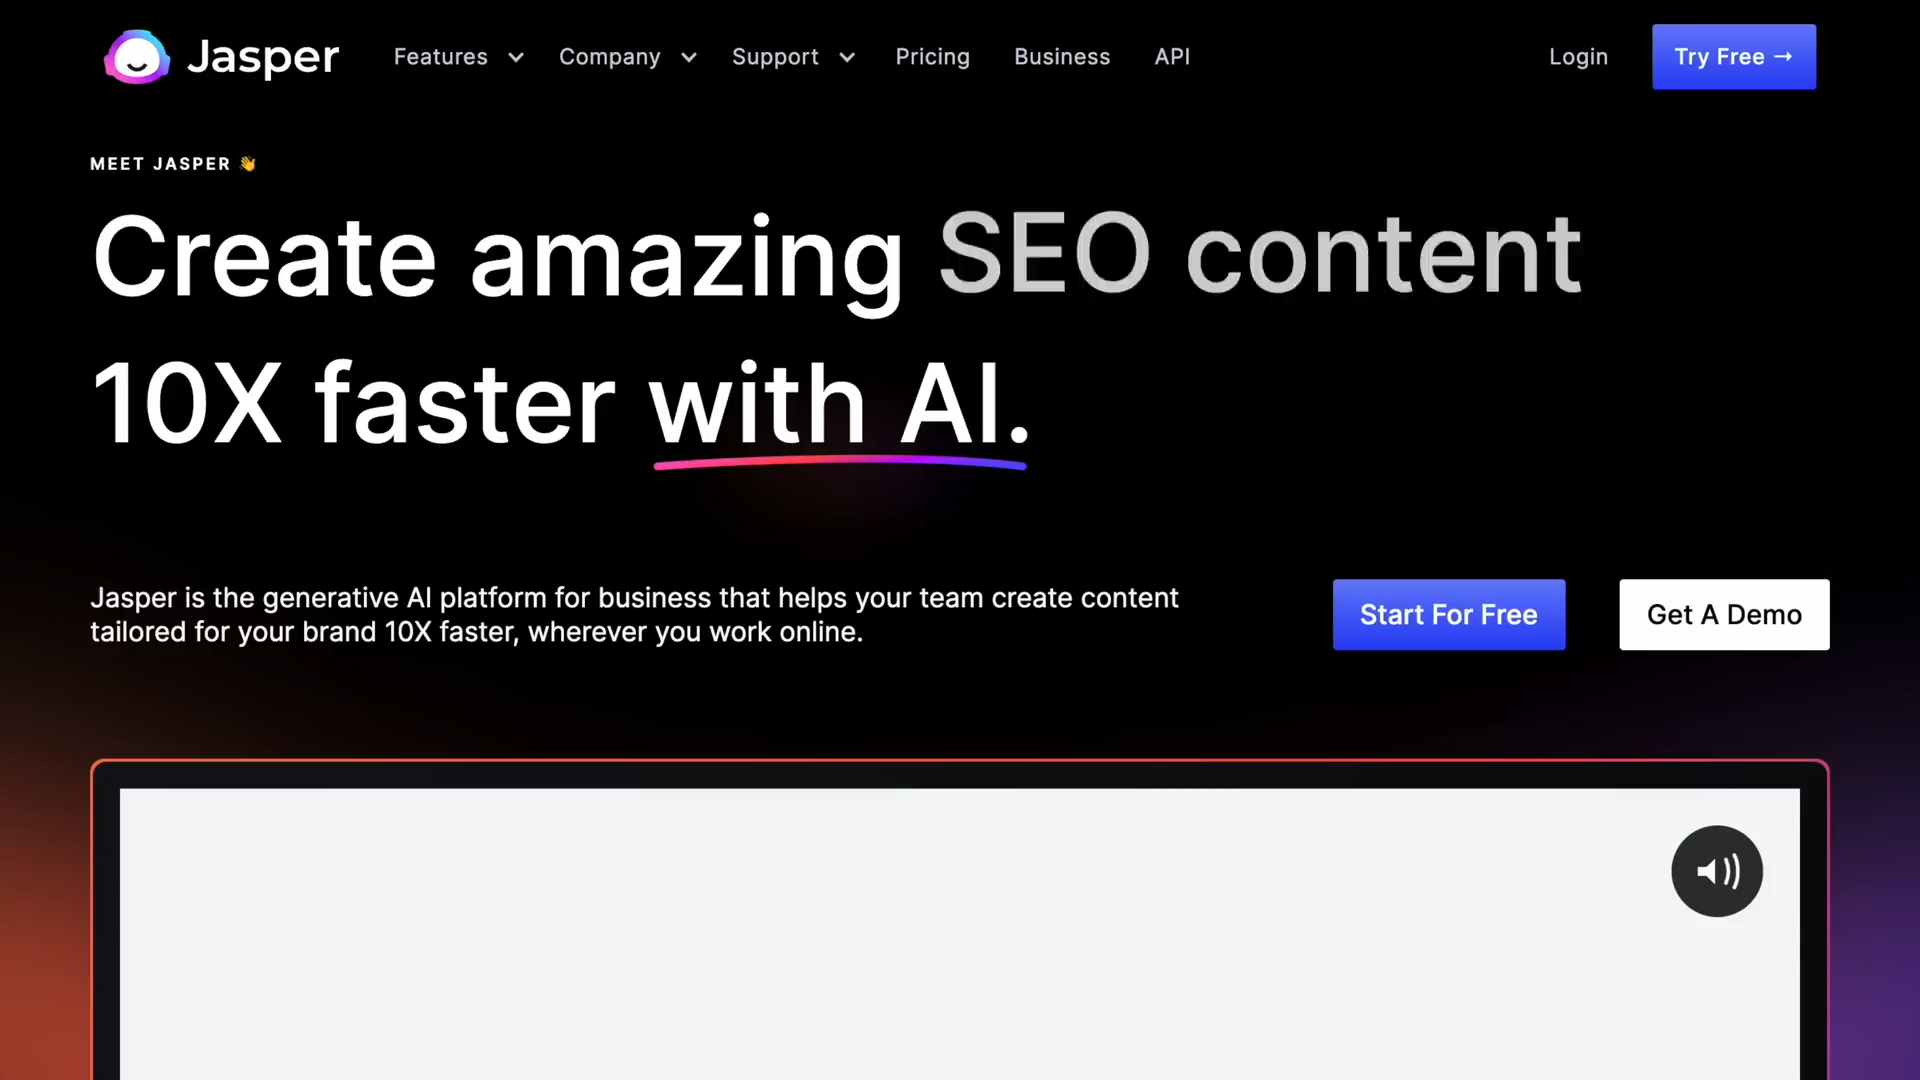 Jasper
Features
Company
Support
Pricing
Business
API
Login
Try Free →
MEET JASPER 👋
Create amazing SEO content
10X faster with AI.
Jasper is the generative AI platform for business that helps your team create content
tailored for your brand 10X faster, wherever you work online.
Start For Free
Get A Demo